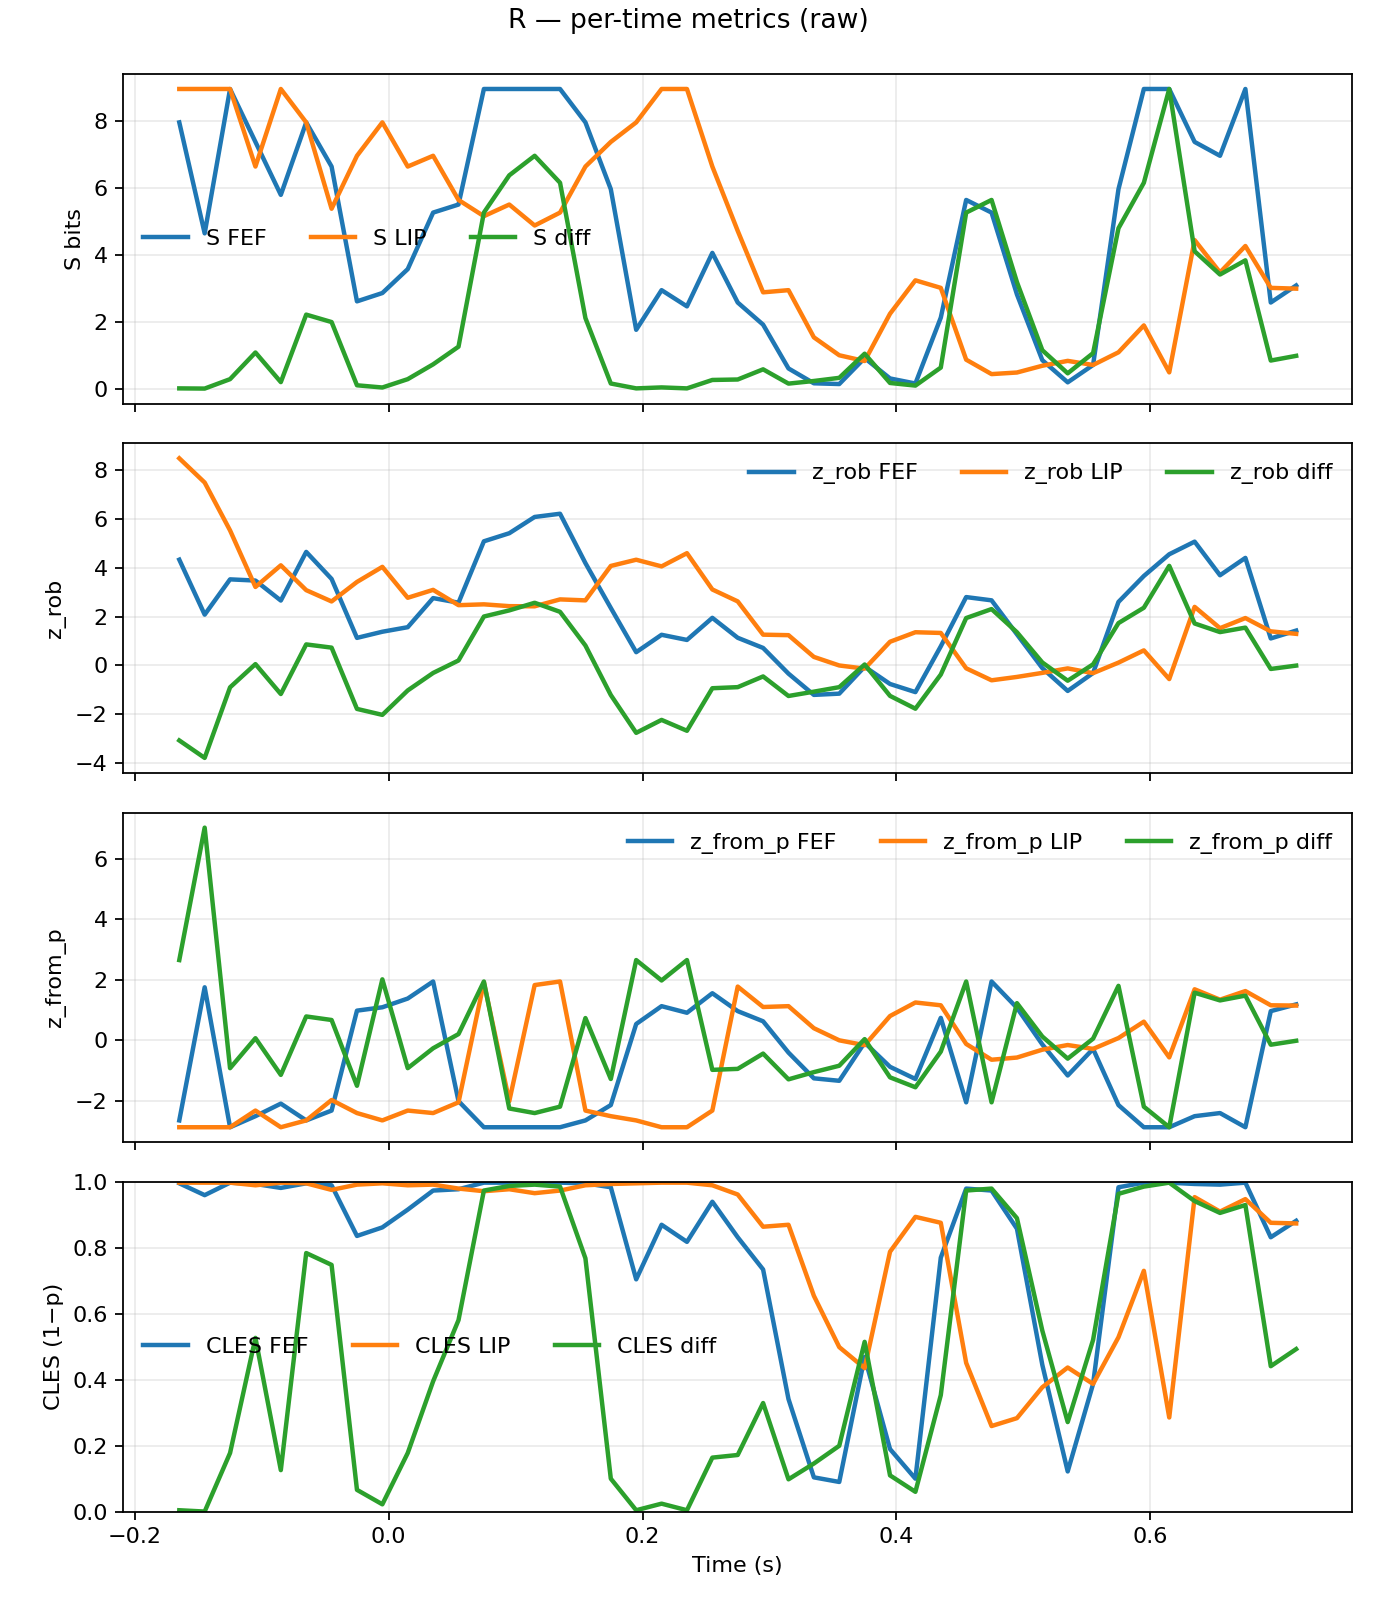 R — per-time metrics (raw)
8
6
4
2
0
S bits
S FEF
S LIP
S diff
8
6
4
2
0
−2
−4
z_rob
z_rob FEF
z_rob LIP
z_rob diff
6
4
2
0
−2
z_from_p
z_from_p FEF
z_from_p LIP
z_from_p diff
1.0
0.8
0.6
0.4
0.2
0.0
CLES (1−p)
CLES FEF
CLES LIP
CLES diff
−0.2
0.0
0.2
0.4
0.6
Time (s)